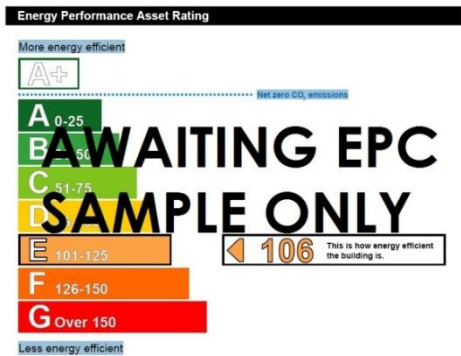 Energy Performance Asset Rating
More energy efficient
A+
Net zero CO₂ emissions
A 0-25
AWAITING EPC
B 50
C 51-75
SAMPLE ONLY
D
E 101-125
106 This is how energy efficient
the building is.
F 126-150
G Over 150
Less energy efficient